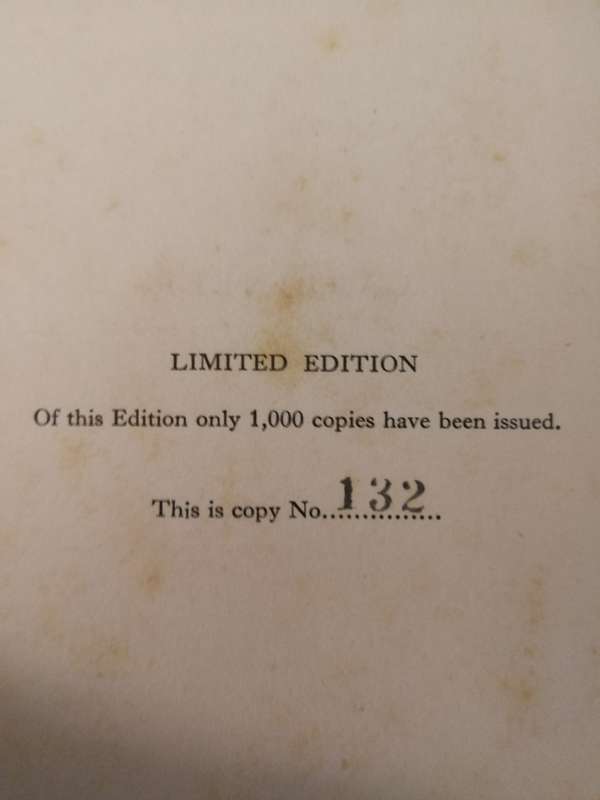 LIMITED EDITION
Of this Edition only 1,000 copies have been issued.
This is copy No...132...........